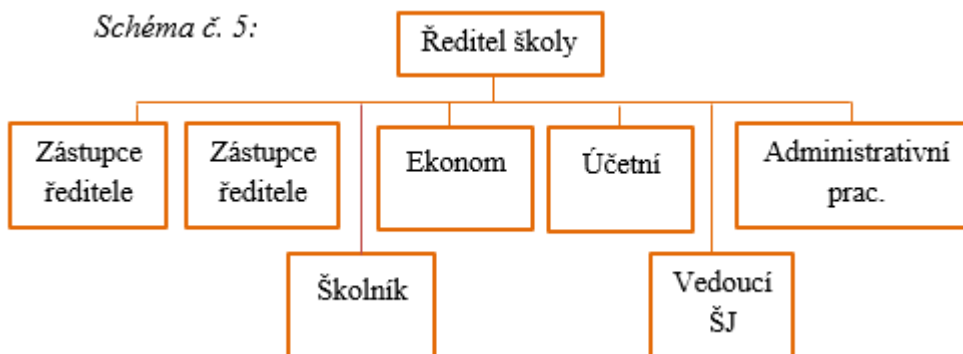 Schéma č. 5:
Ředitel školy
Zástupce
ředitele
Zástupce
ředitele
Ekonom
Účetní
Administrativní
prac.
Školník
Vedoucí
ŠJ